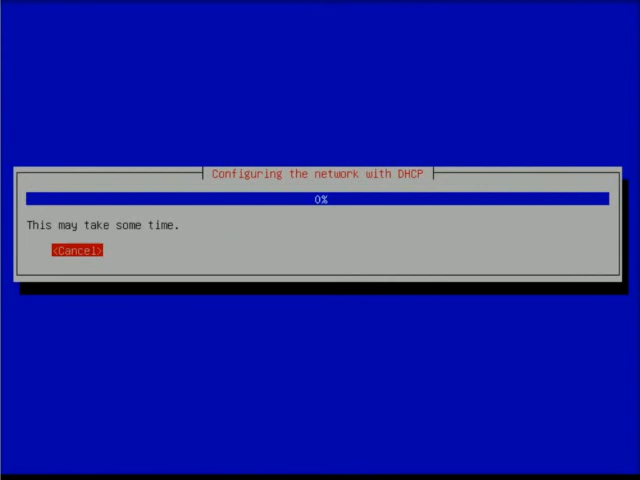 Configuring the network with DHCP
0%
This may take some time.
<Cancel>